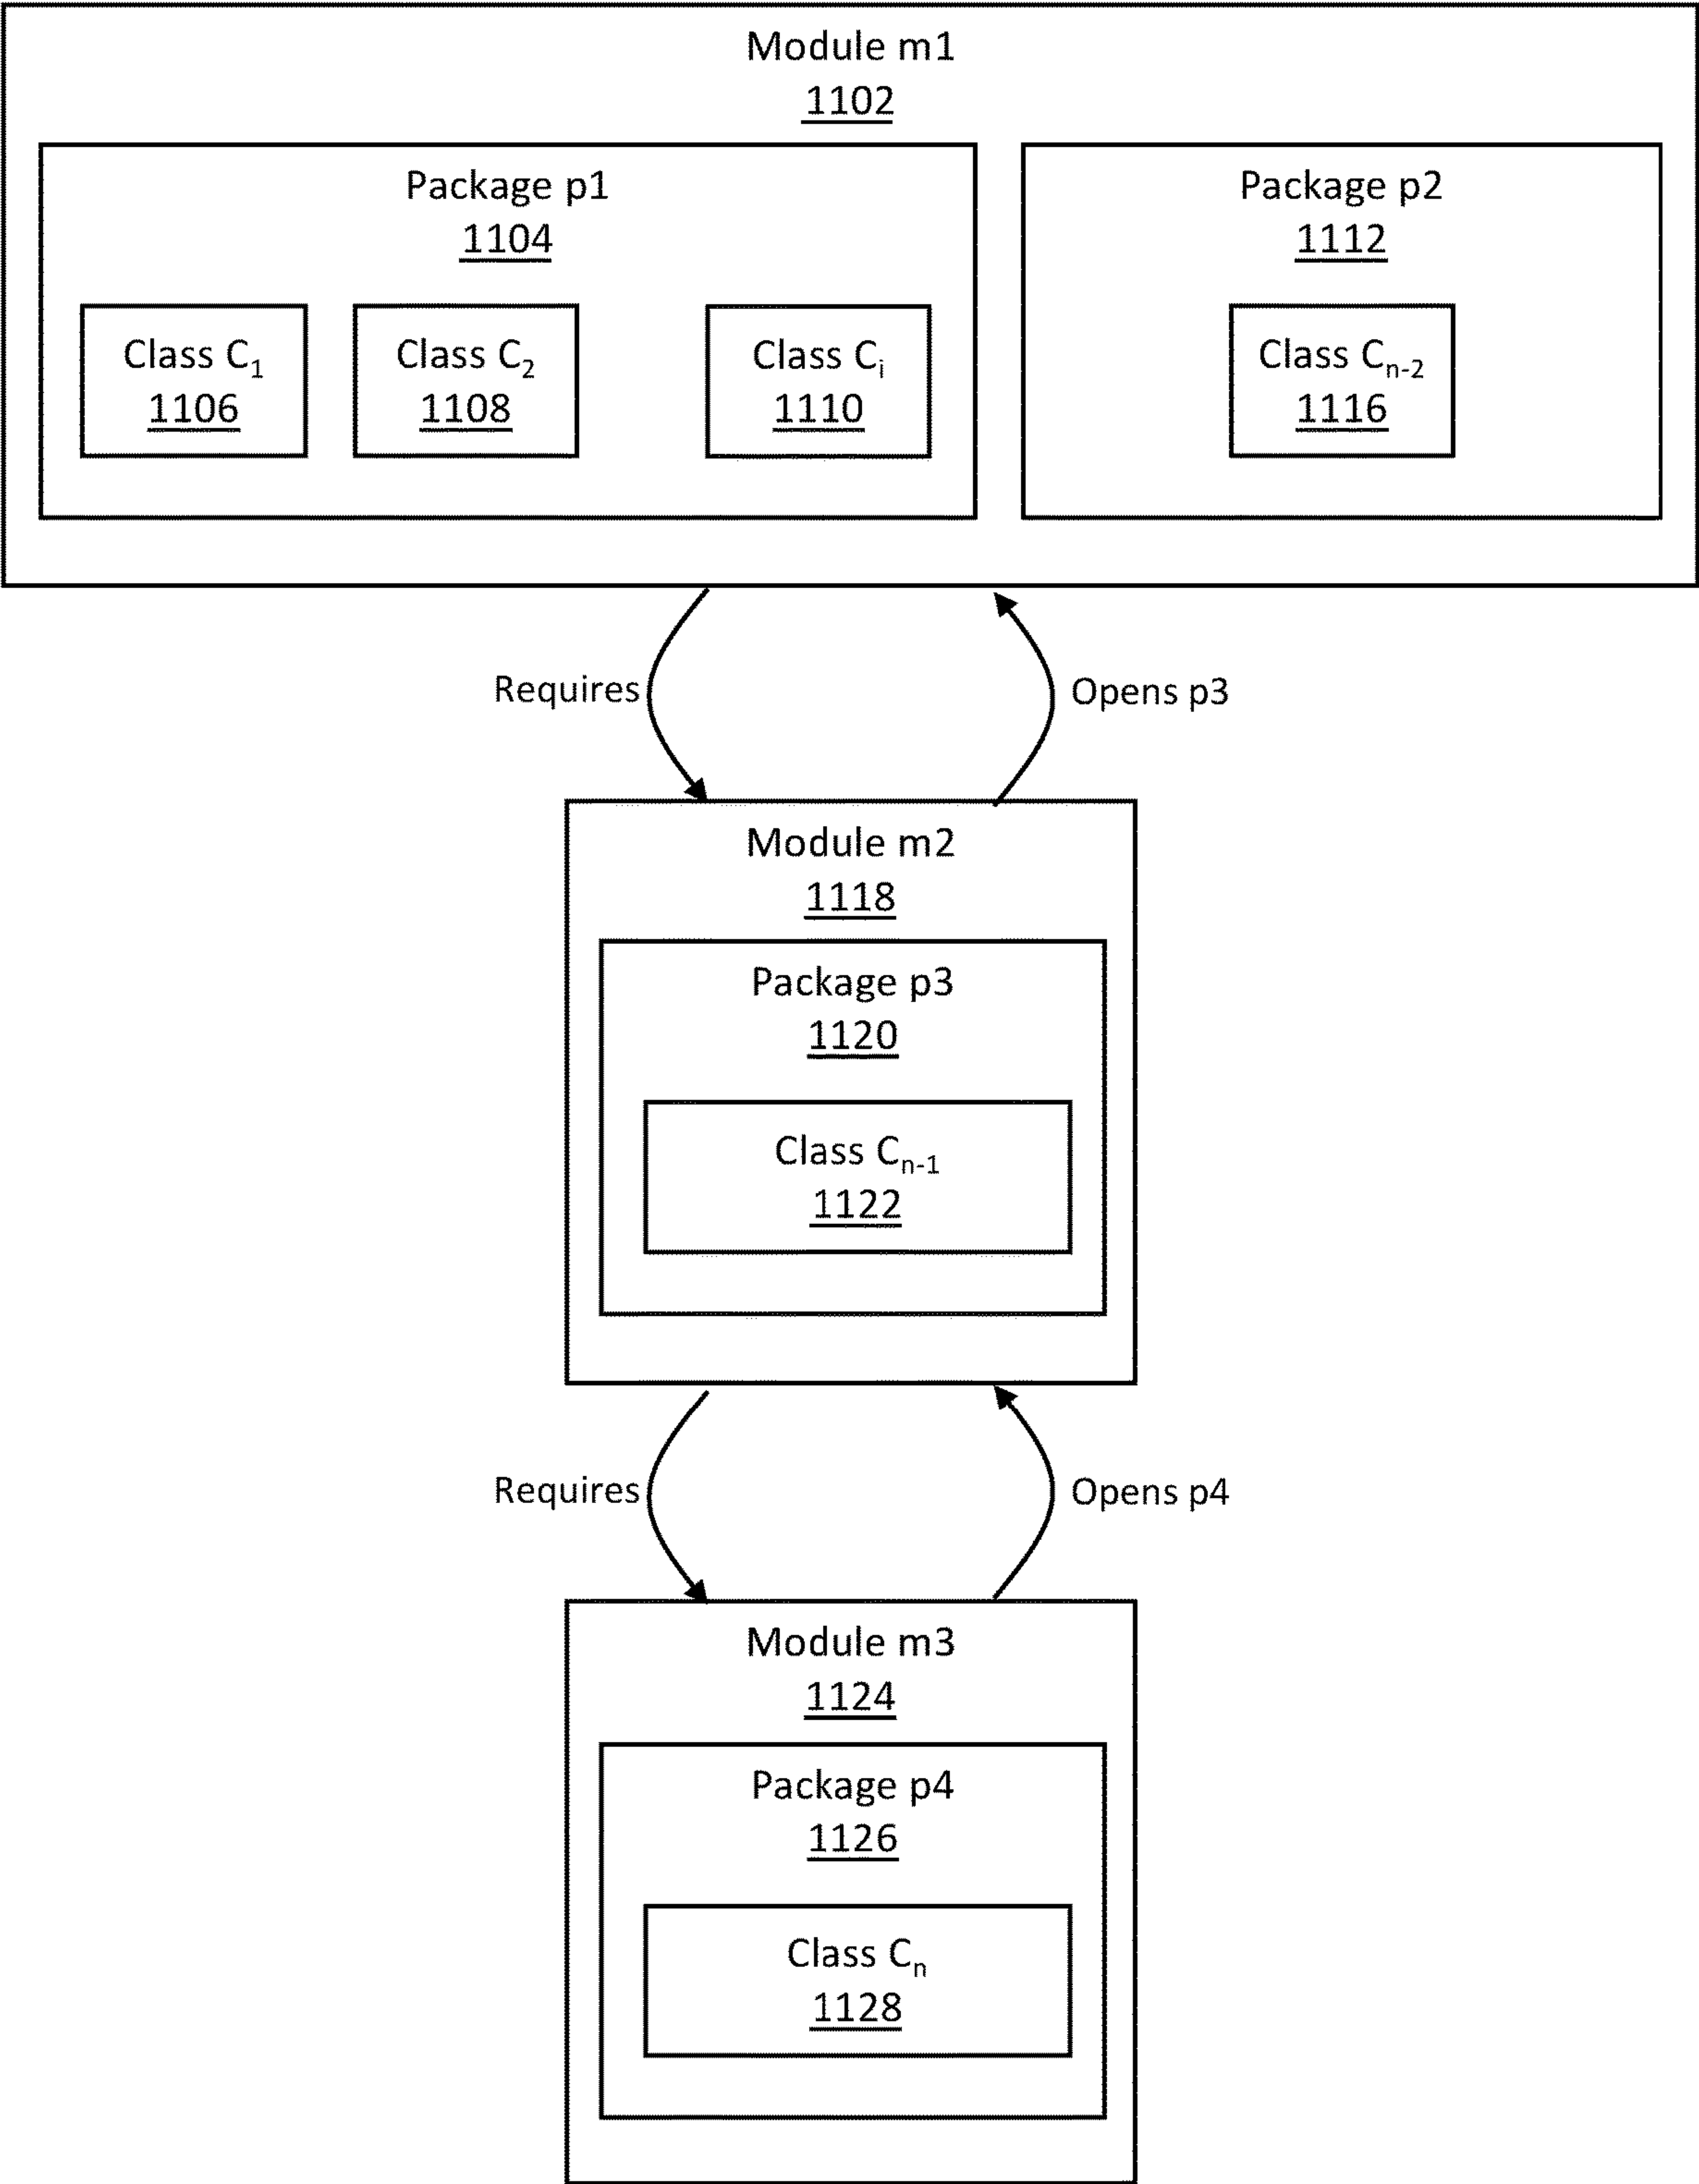 Module m1
1102
Package p1
1104
Package p2
1112
Class C₁
1106
Class C₂
1108
Class Cᵢ
1110
Class Cₙ₋₂
1116
Requires
Opens p3
Module m2
1118
Package p3
1120
Class Cₙ₋₁
1122
Requires
Opens p4
Module m3
1124
Package p4
1126
Class Cₙ
1128